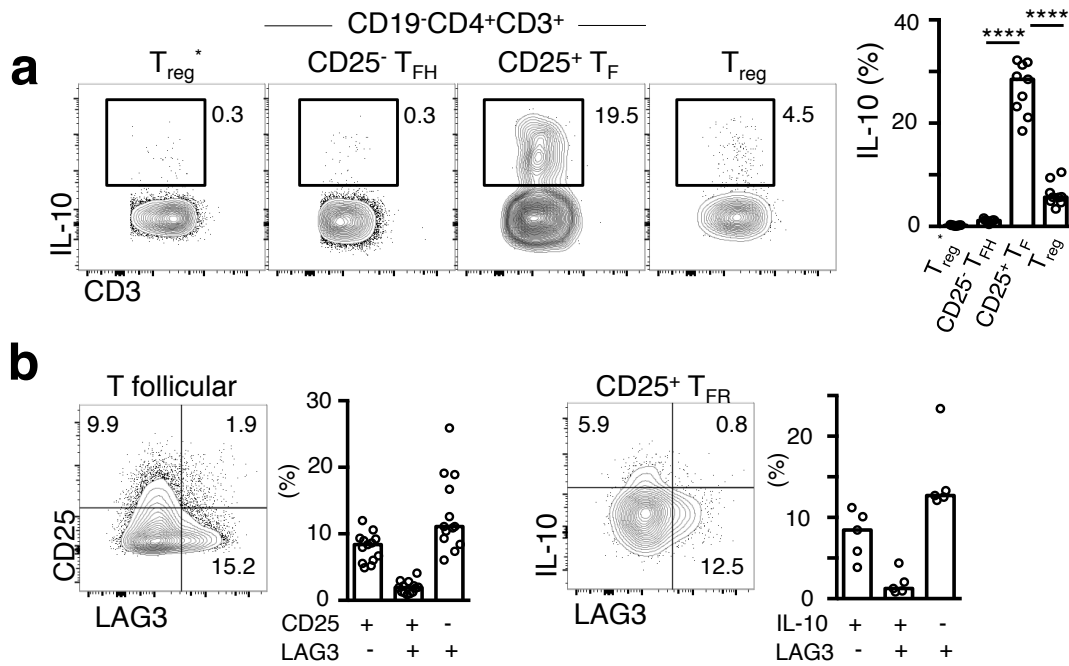 CD19-CD4+CD3+
a
Treg* CD25- TFH CD25+ TF Treg
0.3 0.3 19.5 4.5
IL-10
CD3
**** ****
IL-10 (%)
40
20
0
Treg* CD25- TFH CD25+ TF Treg
b
T follicular
9.9 1.9
15.2
CD25
LAG3
(%)
30
20
10
0
CD25 + + -
LAG3 - + +
CD25+ TFR
5.9 0.8
12.5
IL-10
LAG3
(%)
20
10
0
IL-10 + + -
LAG3 - + +